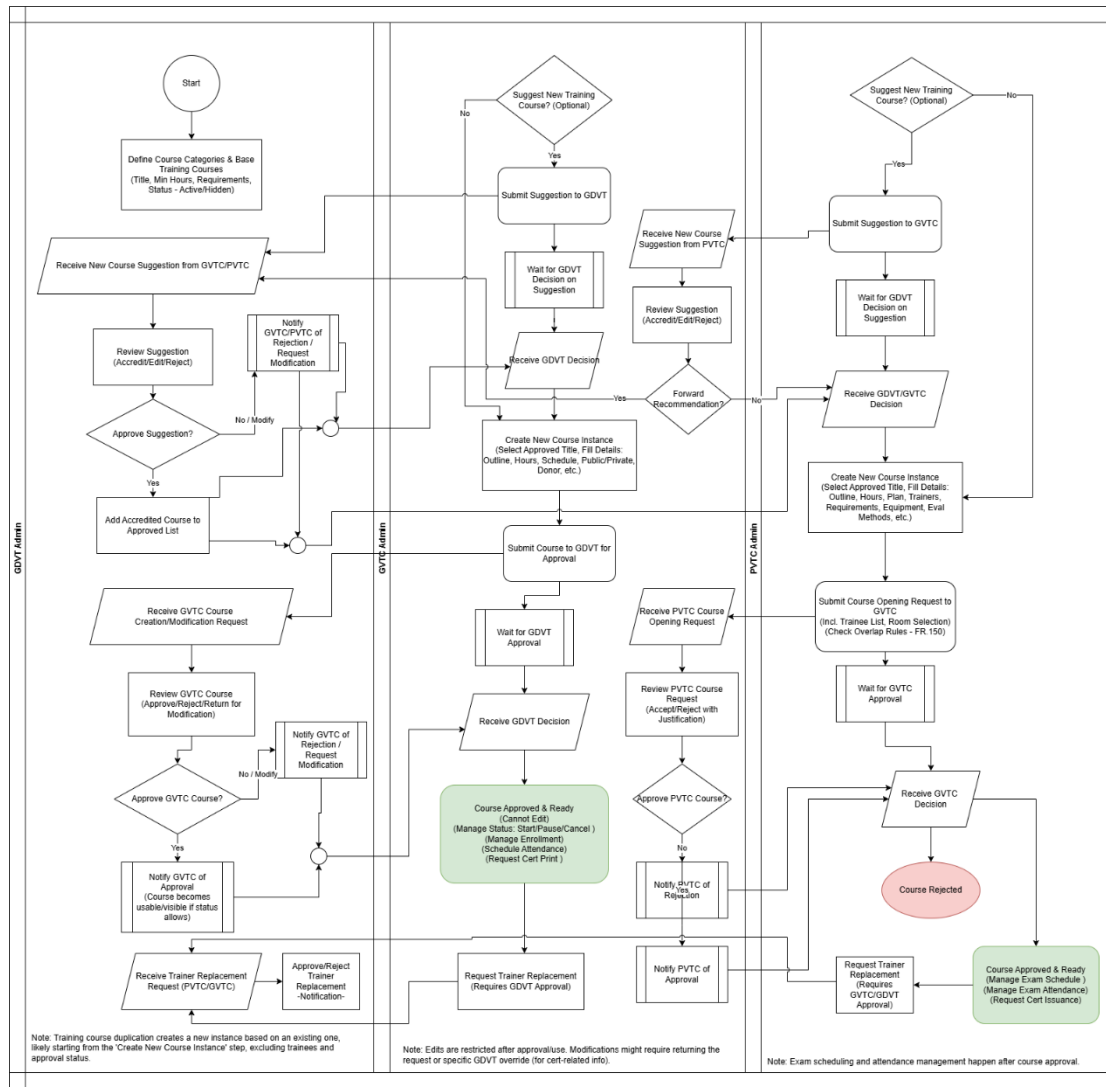 GDVT Admin
Start
Define Course Categories & Base
Training Courses
(Title, Min Hours, Requirements,
Status - Active/Hidden)
Receive New Course Suggestion from GVTC/PVTC
Review Suggestion
(Accredit/Edit/Reject)
Notify
GVTC/PVTC of
Rejection /
Request
Modification
No / Modify
Approve Suggestion?
Yes
Add Accredited Course to
Approved List
Receive GVTC Course
Creation/Modification Request
Review GVTC Course
(Approve/Reject/Return for
Modification)
Notify GVTC of
Rejection /
Request
Modification
No / Modify
Approve GVTC Course?
Yes
Notify GVTC of
Approval
(Course becomes
usable/visible if status
allows)
Receive Trainer Replacement
Request (PVTC/GVTC)
Approve/Reject
Trainer
Replacement
-Notification-
Note: Training course duplication creates a new instance based on an existing one,
likely starting from the 'Create New Course Instance' step, excluding trainees and
approval status.
GVTC Admin
Suggest New Training
Course? (Optional)
No
Yes
Submit Suggestion to GDVT
Wait for GDVT
Decision on
Suggestion
Receive GDVT Decision
Receive New Course
Suggestion from PVTC
Review Suggestion
(Accredit/Edit/Reject)
Forward
Recommendation?
Yes
No
Create New Course Instance
(Select Approved Title, Fill Details:
Outline, Hours, Schedule, Public/Private,
Donor, etc.)
Submit Course to GDVT for
Approval
Wait for GDVT
Approval
Receive GDVT Decision
Course Approved & Ready
(Cannot Edit)
(Manage Status: Start/Pause/Cancel )
(Manage Enrollment)
(Schedule Attendance)
(Request Cert Print )
Request Trainer Replacement
(Requires GDVT Approval)
Receive PVTC Course
Opening Request
Review PVTC Course
Request
(Accept/Reject with
Justification)
Approve PVTC Course?
No
Notify PVTC of
Rejection
Yes
Notify PVTC of
Approval
Note: Edits are restricted after approval/use. Modifications might require returning the
request or specific GDVT override (for cert-related info).
PVTC Admin
Suggest New Training
Course? (Optional)
No
Yes
Submit Suggestion to GVTC
Wait for GDVT
Decision on
Suggestion
Receive GDVT/GVTC
Decision
Create New Course Instance
(Select Approved Title, Fill Details:
Outline, Hours, Plan, Trainers,
Requirements, Equipment, Eval
Methods, etc.)
Submit Course Opening Request to
GVTC
(Incl. Trainee List, Room Selection)
(Check Overlap Rules - FR.150)
Wait for GVTC
Approval
Receive GVTC
Decision
Course Rejected
Course Approved & Ready
(Manage Exam Schedule )
(Manage Exam Attendance)
(Request Cert Issuance)
Request Trainer
Replacement
(Requires
GVTC/GDVT
Approval)
Note: Exam scheduling and attendance management happen after course approval.